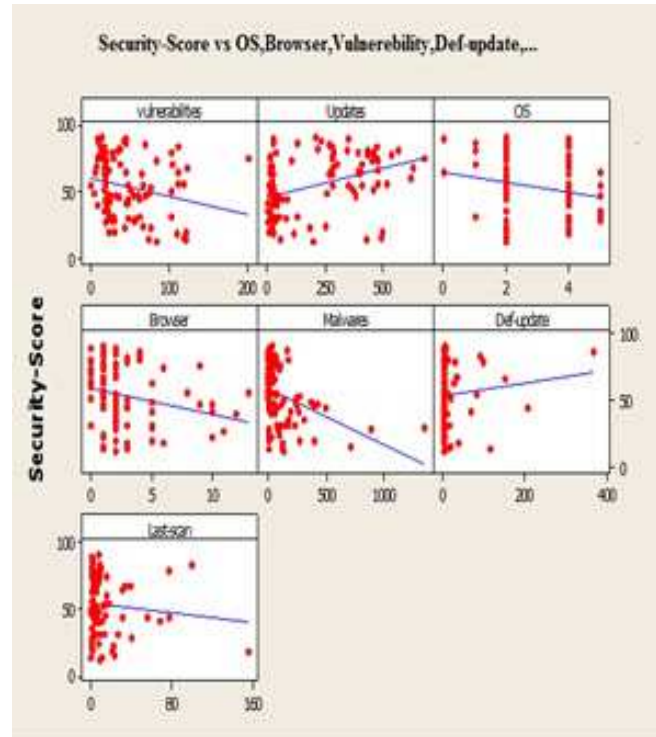 Security-Score vs OS,Browser,Vulnerebility,Def-update,...
vulnerabilities Updates OS
100
50
0
0 100 200 0 250 500 0 2 4
Browser Malwares Def-update
100
50
0
0 5 10 0 500 1000 0 200 400
Last-scan
100
50
0
0 80 160
Security-Score